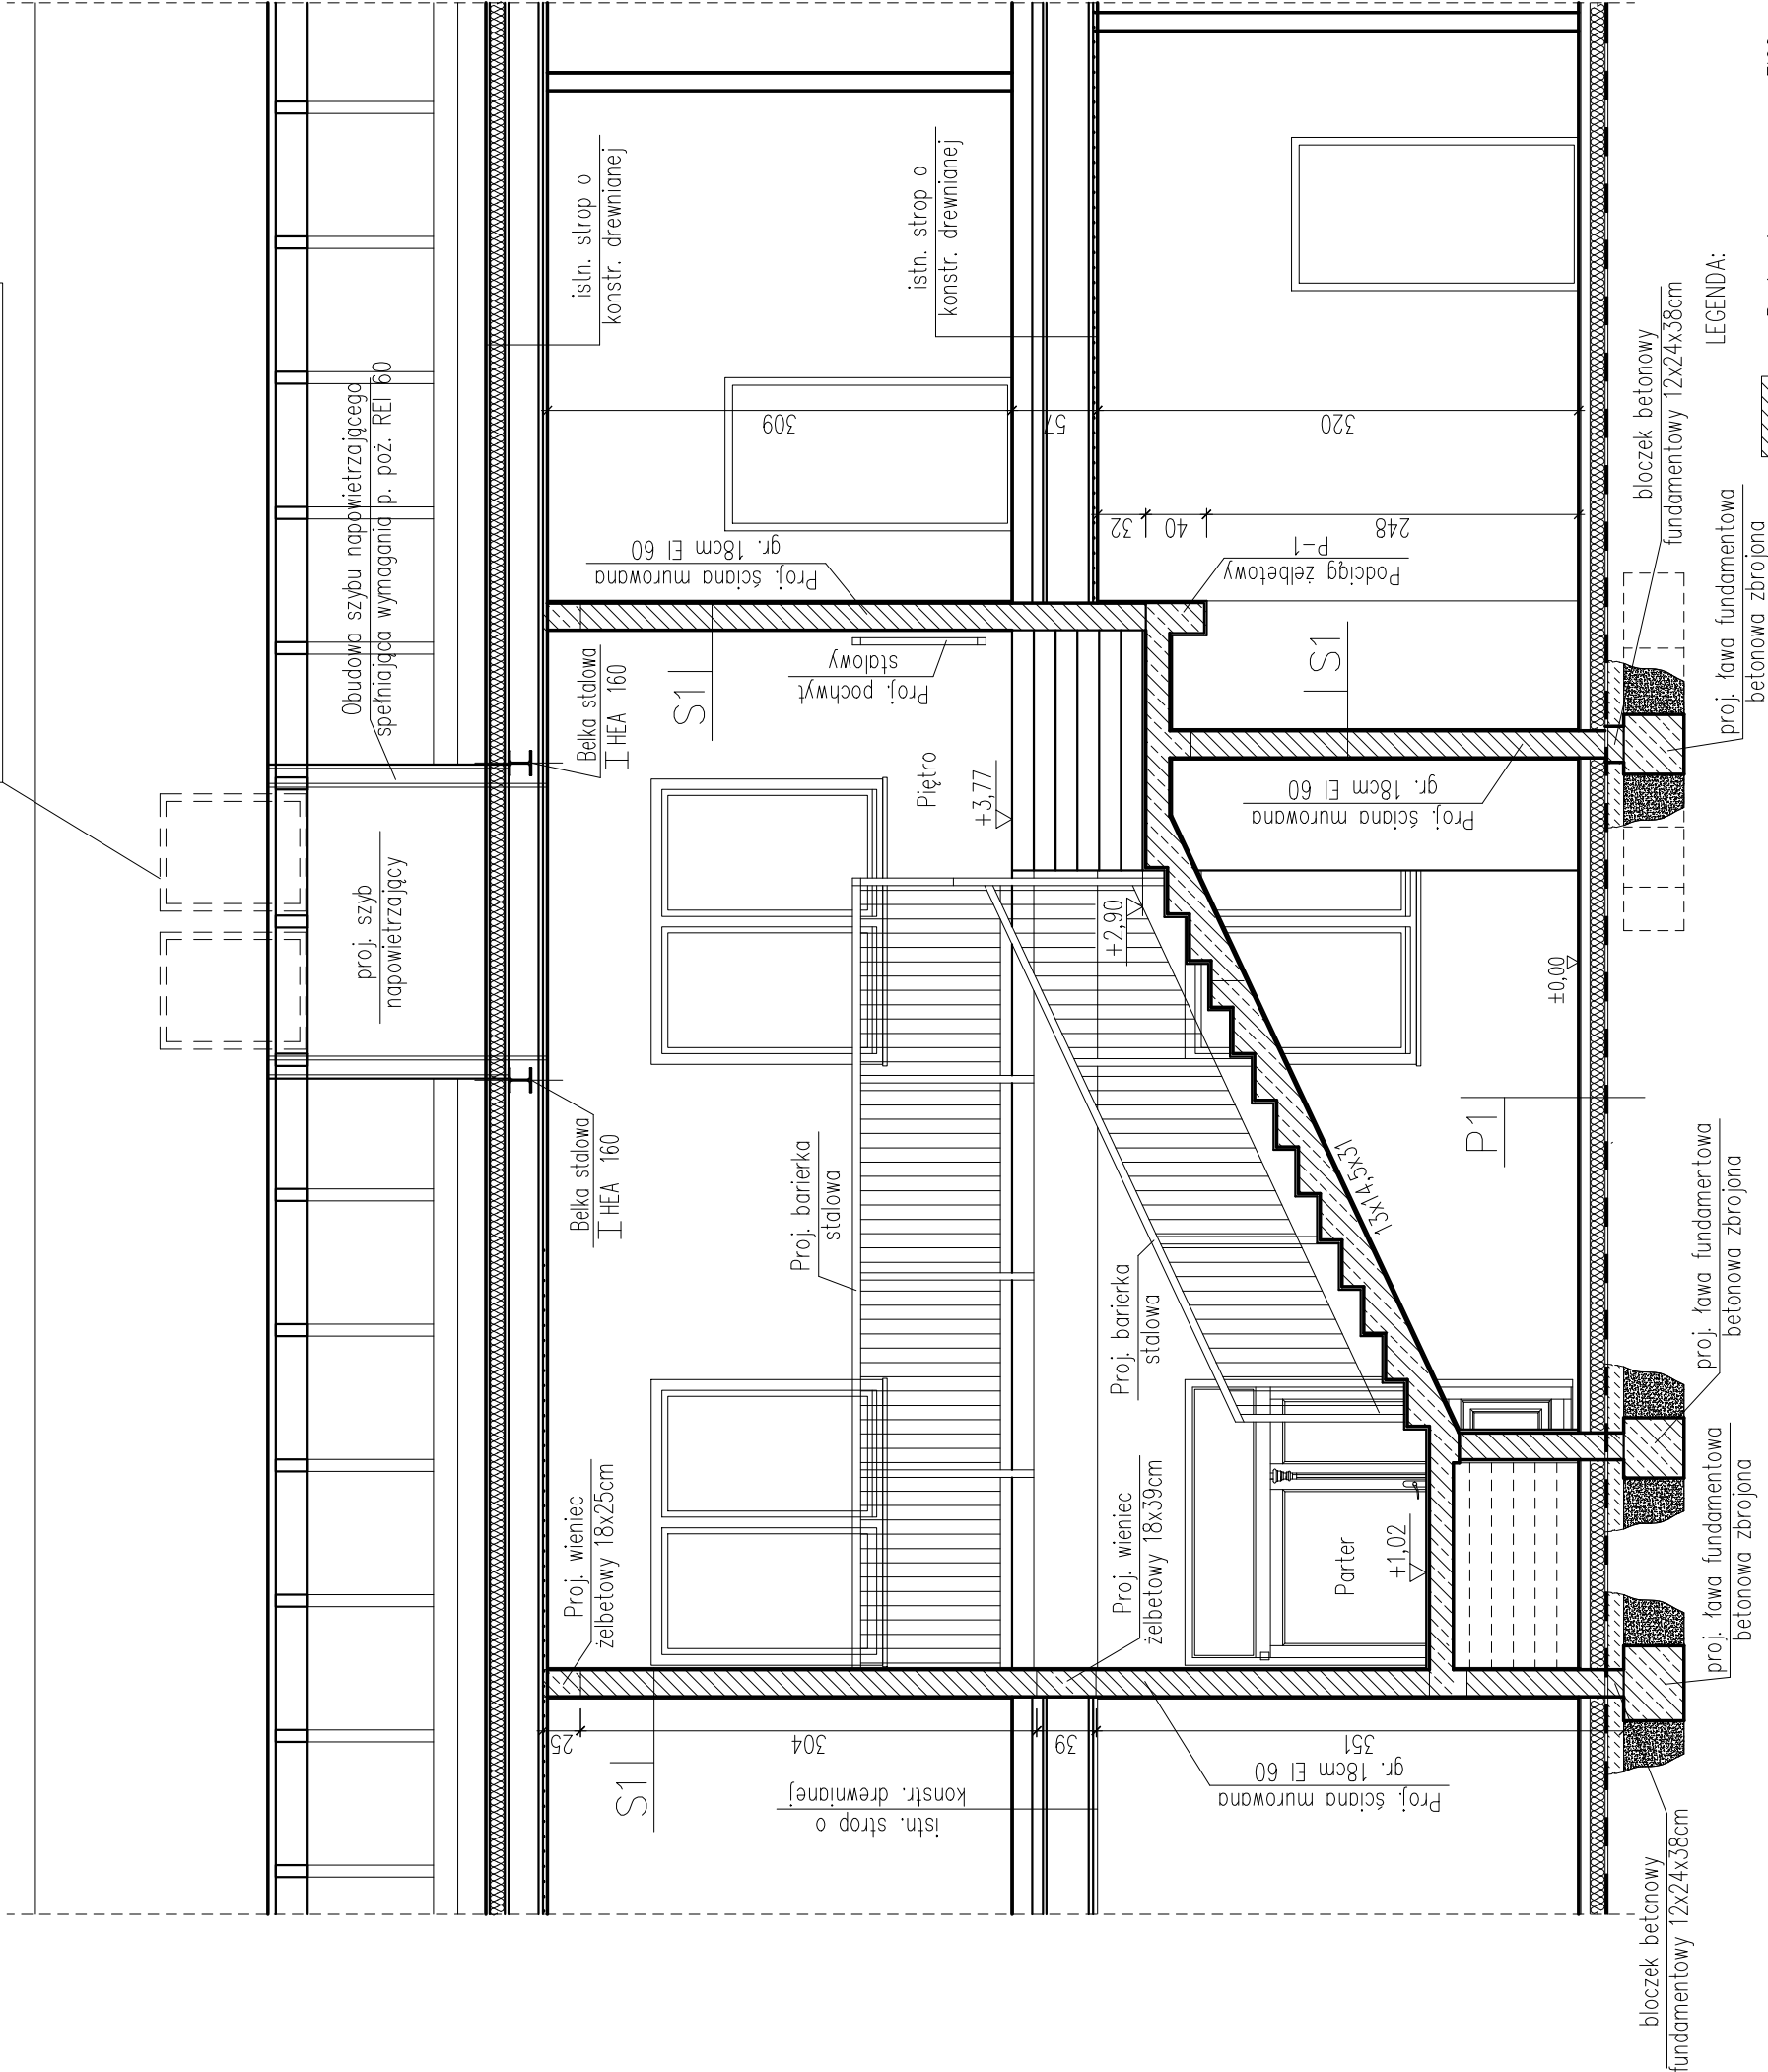 Obudowa szybu napowietrzającego
spełniająca wymagania p. poż. REI 60
proj. szyb
napowietrzający
istn. strop o
konstr. drewnianej
istn. strop o
konstr. drewnianej
Belka stalowa
HEA 160
Belka stalowa
HEA 160
Proj. ściana murowana
gr. 18cm EI 60
309
57
320
32
40
248
Podciąg żelbetowy
P-1
S1
Proj. pochwyt
stalowy
Piętro
+3,77
S1
Proj. ściana murowana
gr. 18cm EI 60
+2,90
±0,00
Proj. barierka
stalowa
Proj. barierka
stalowa
13x14,5x31
P1
Proj. wieniec
żelbetowy 18x25cm
Proj. wieniec
żelbetowy 18x39cm
Parter
+1,02
25
304
39
351
S1
istn. strop o
konstr. drewnianej
Proj. ściana murowana
gr. 18cm EI 60
bloczek betonowy
fundamentowy 12x24x38cm
LEGENDA:
proj. ława fundamentowa
betonowa zbrojona
proj. ława fundamentowa
betonowa zbrojona
proj. ława fundamentowa
betonowa zbrojona
bloczek betonowy
fundamentowy 12x24x38cm